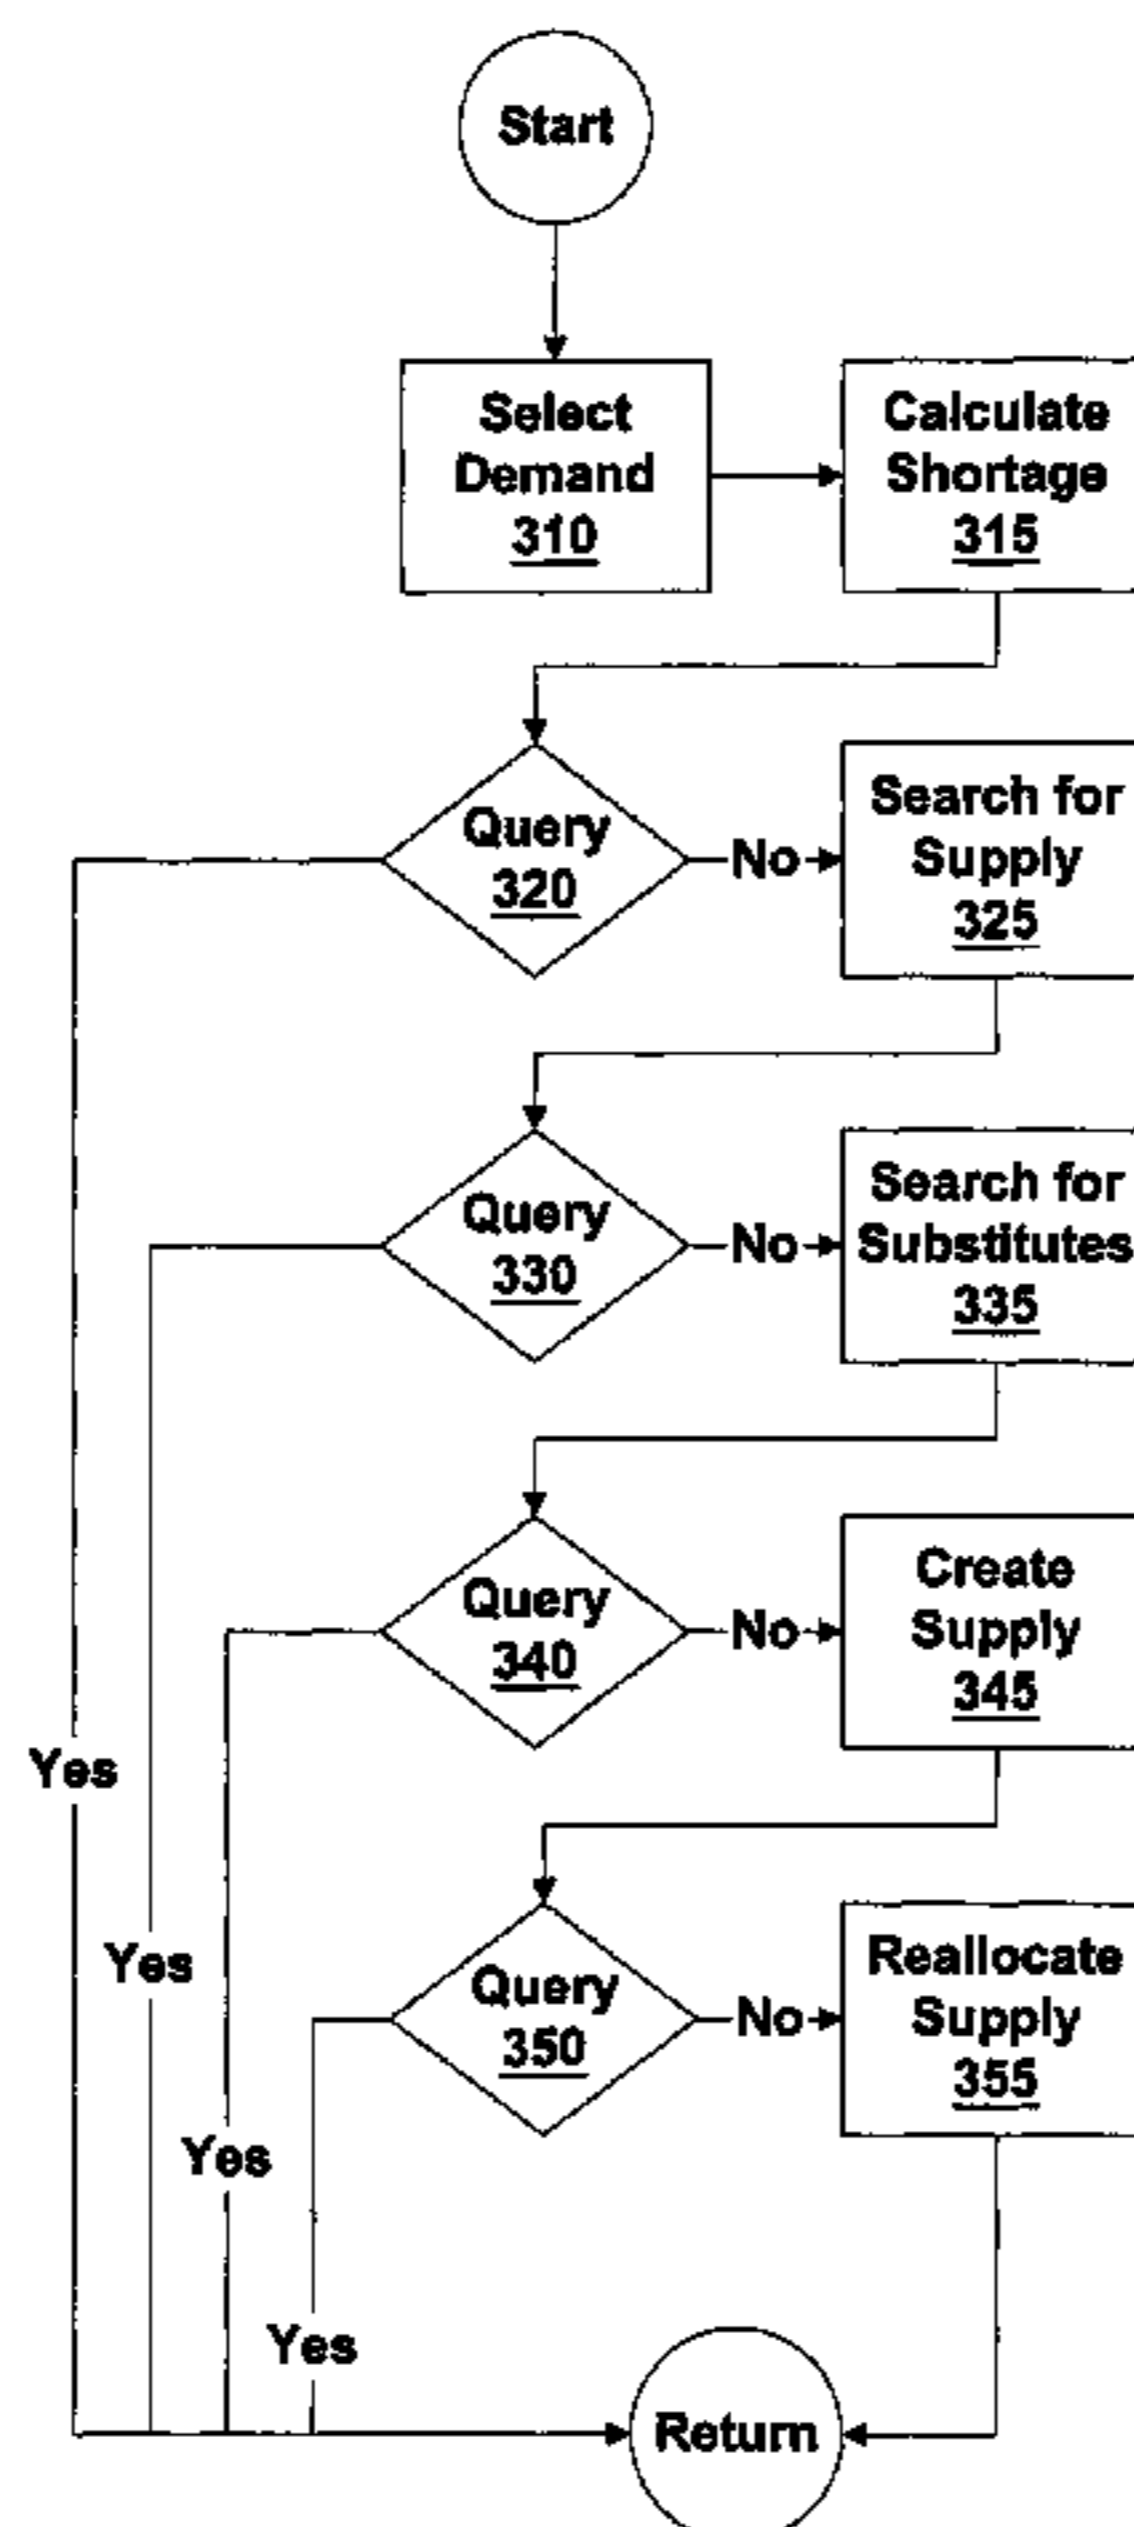 Start
Select
Demand
310
Calculate
Shortage
315
Query
320
No
Search for
Supply
325
Query
330
No
Search for
Substitutes
335
Query
340
No
Create
Supply
345
Yes
Query
350
No
Reallocate
Supply
355
Yes
Yes
Yes
Return